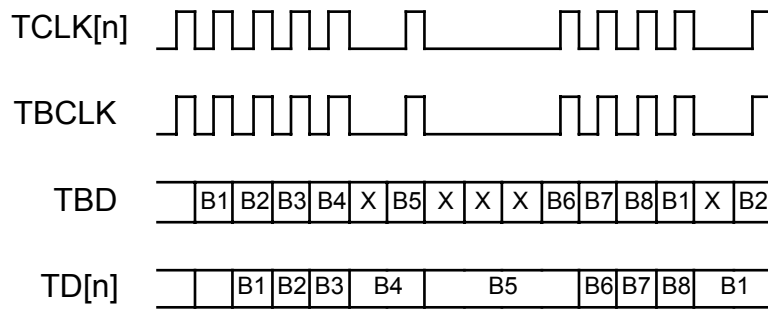 TCLK[n]
TBCLK
TBD B1 B2 B3 B4 X B5 X X X B6 B7 B8 B1 X B2
TD[n] B1 B2 B3 B4 B5 B6 B7 B8 B1